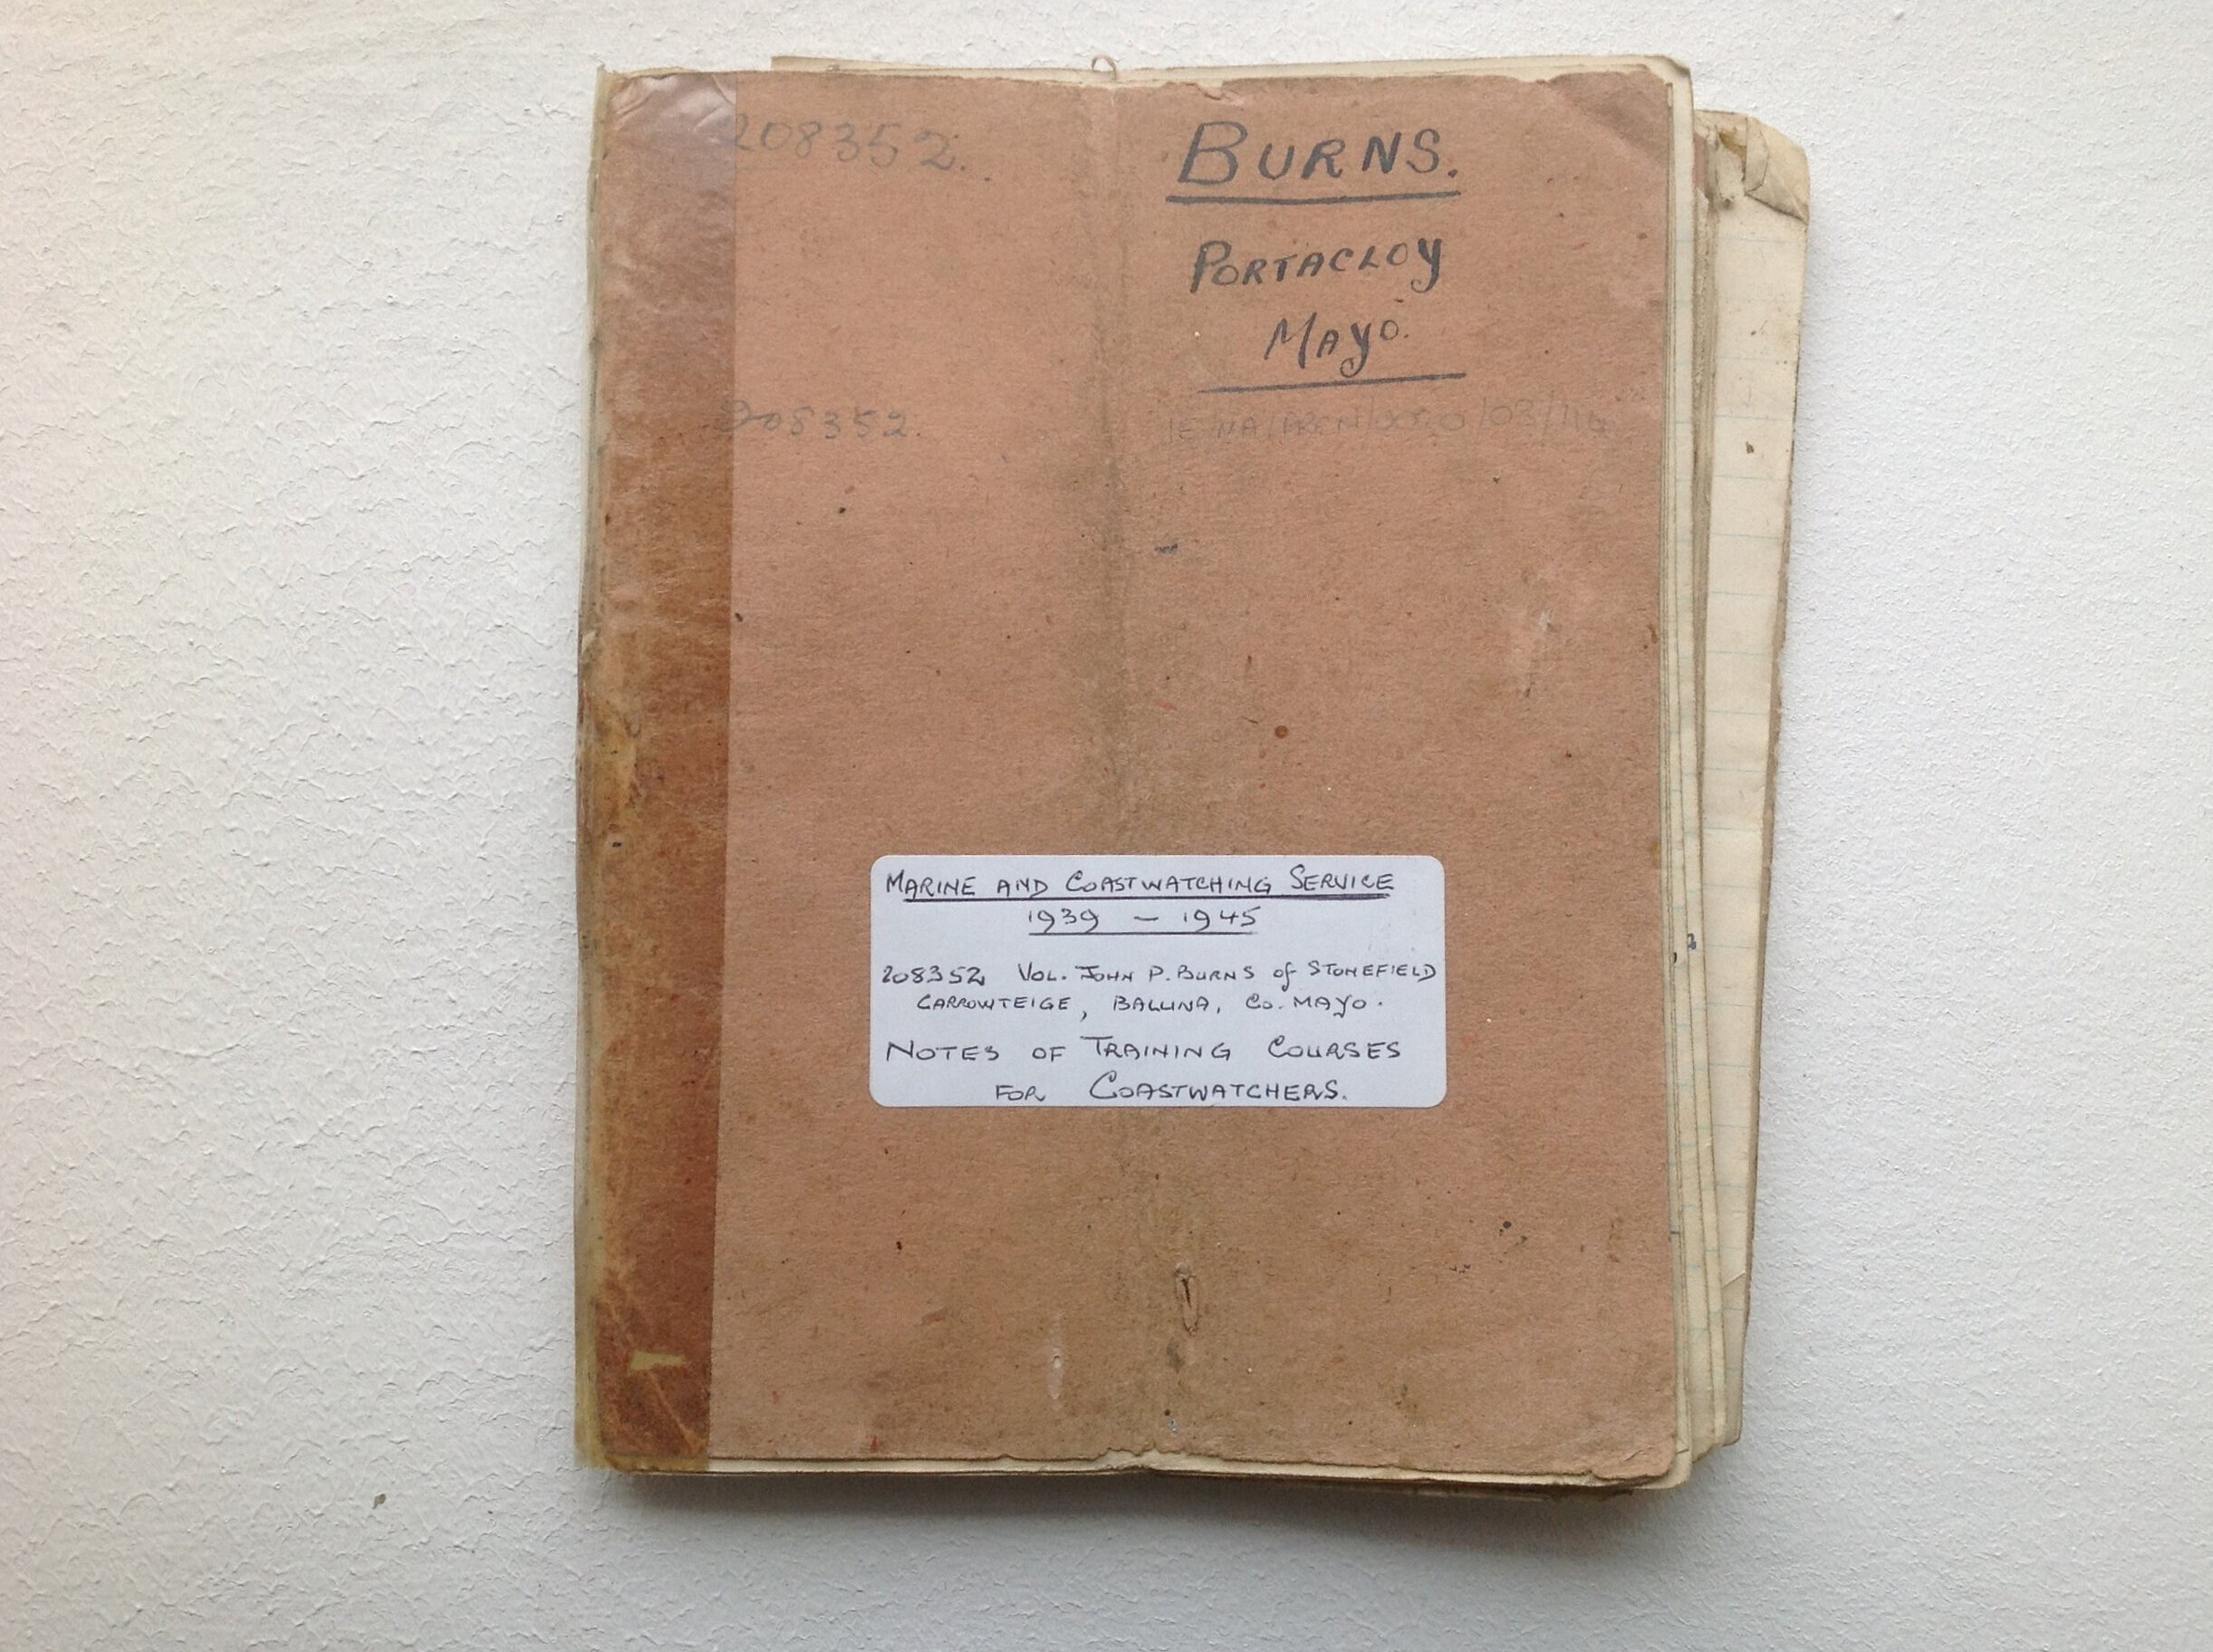 208352.
BURNS.
PORTACLOY
MAYO.
208352.
MARINE AND COASTWATCHING SERVICE
1939 — 1945
208352 VOL. JOHN P. BURNS of STONEFIELD
CARROWTEIGE, BALLINA, CO. MAYO.
NOTES OF TRAINING COURSES
FOR COASTWATCHERS.